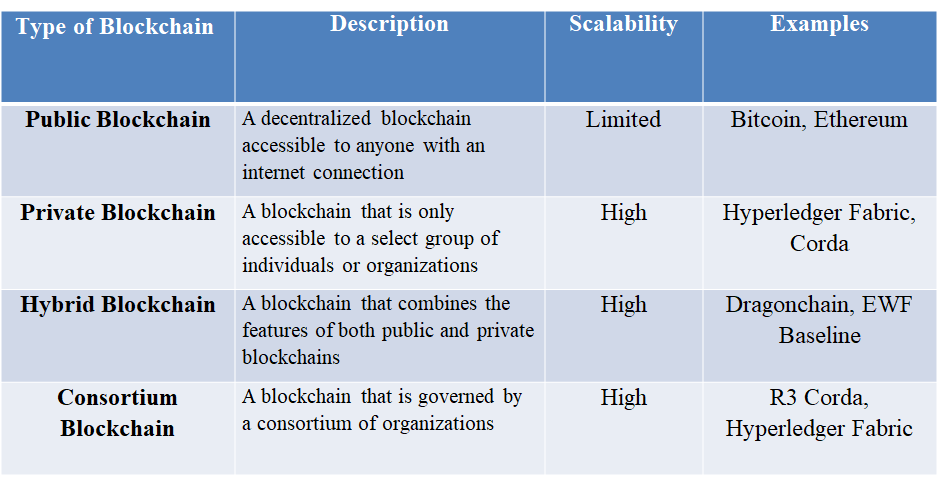 Type of Blockchain
Description
Scalability
Examples
Public Blockchain
A decentralized blockchain
accessible to anyone with an
internet connection
Limited
Bitcoin, Ethereum
Private Blockchain
A blockchain that is only
accessible to a select group of
individuals or organizations
High
Hyperledger Fabric,
Corda
Hybrid Blockchain
A blockchain that combines the
features of both public and private
blockchains
High
Dragonchain, EWF
Baseline
Consortium
Blockchain
A blockchain that is governed by
a consortium of organizations
High
R3 Corda,
Hyperledger Fabric